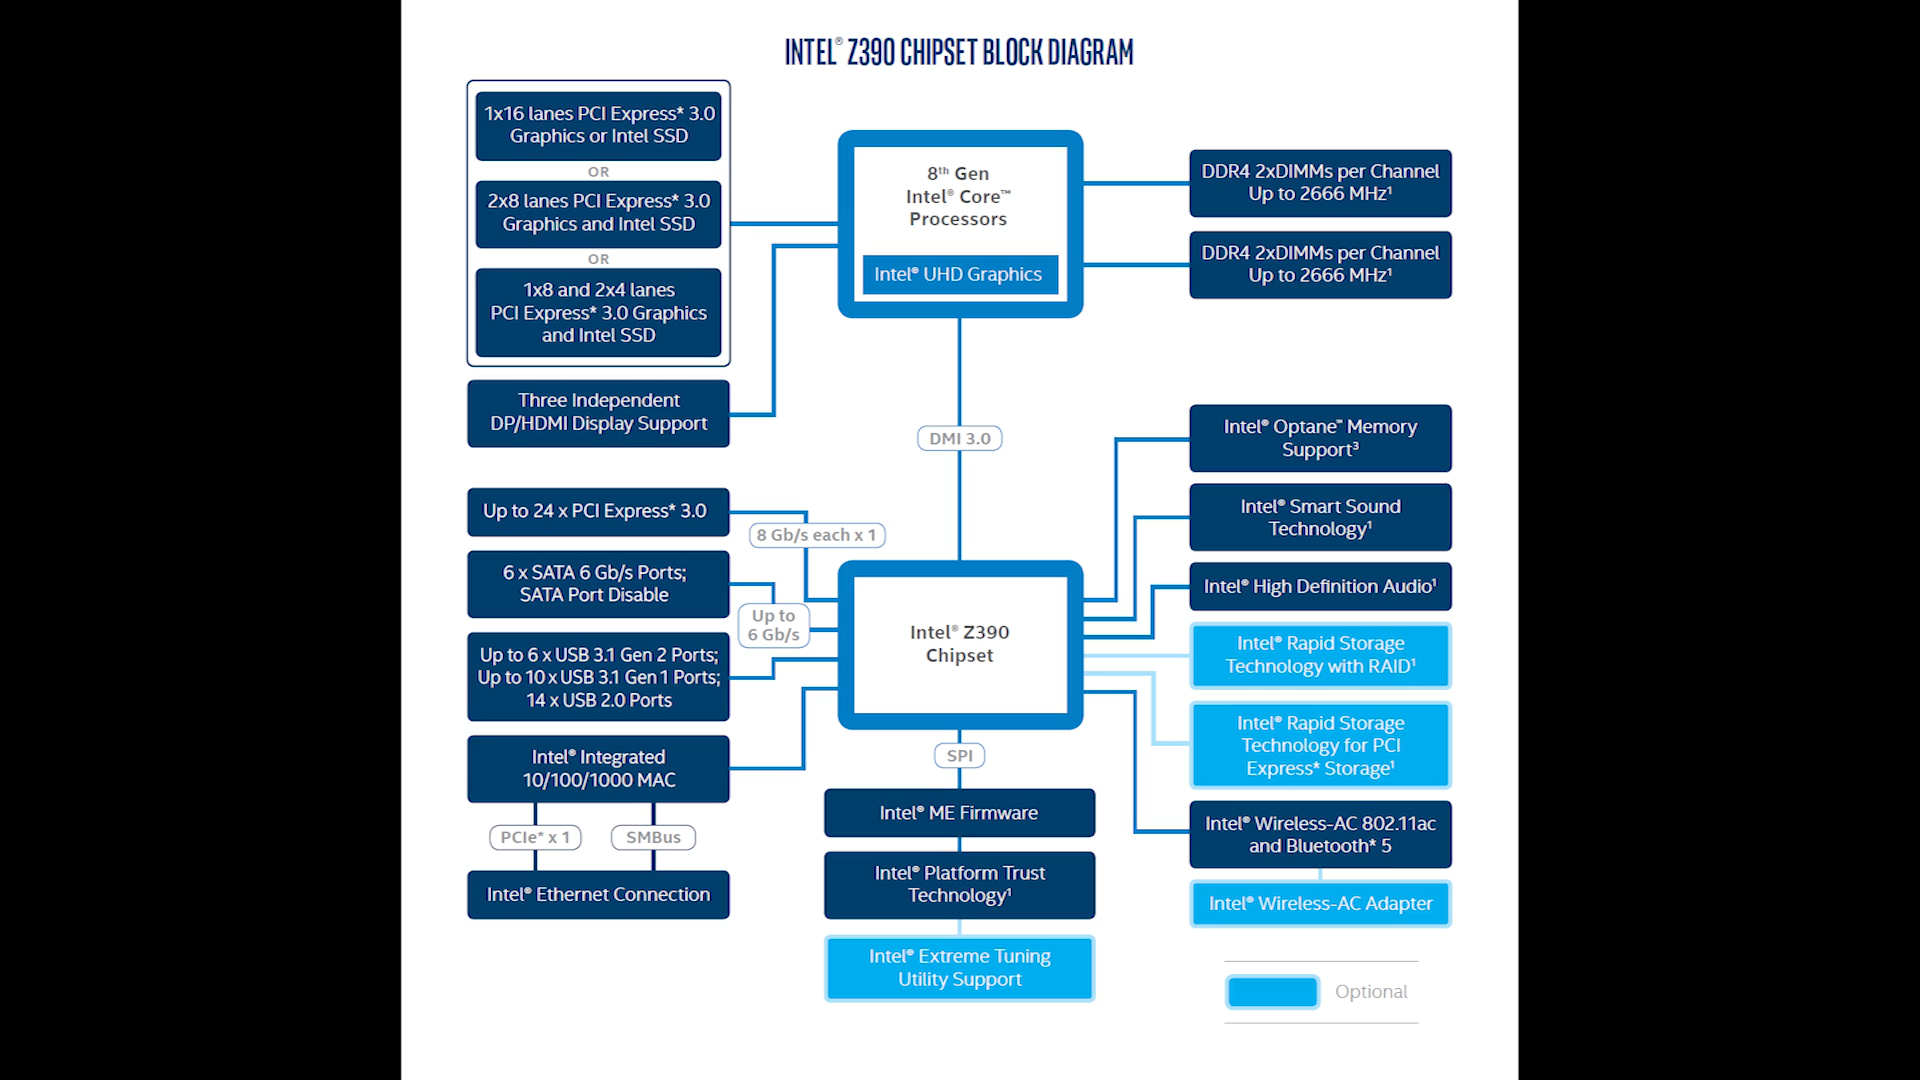 INTEL® Z390 CHIPSET BLOCK DIAGRAM
1x16 lanes PCI Express* 3.0
Graphics or Intel SSD
OR
2x8 lanes PCI Express* 3.0
Graphics and Intel SSD
OR
1x8 and 2x4 lanes
PCI Express* 3.0 Graphics
and Intel SSD
Three Independent
DP/HDMI Display Support
8th Gen
Intel® Core™
Processors
Intel® UHD Graphics
DDR4 2xDIMMs per Channel
Up to 2666 MHz¹
DDR4 2xDIMMs per Channel
Up to 2666 MHz¹
DMI 3.0
Up to 24 x PCI Express* 3.0
8 Gb/s each x 1
6 x SATA 6 Gb/s Ports;
SATA Port Disable
Up to
6 Gb/s
Up to 6 x USB 3.1 Gen 2 Ports;
Up to 10 x USB 3.1 Gen 1 Ports;
14 x USB 2.0 Ports
Intel® Integrated
10/100/1000 MAC
PCIe* x 1
SMBus
Intel® Ethernet Connection
Intel® Z390
Chipset
SPI
Intel® ME Firmware
Intel® Platform Trust
Technology¹
Intel® Extreme Tuning
Utility Support
Intel® Optane™ Memory
Support³
Intel® Smart Sound
Technology¹
Intel® High Definition Audio¹
Intel® Rapid Storage
Technology with RAID¹
Intel® Rapid Storage
Technology for PCI
Express* Storage¹
Intel® Wireless-AC 802.11ac
and Bluetooth* 5
Intel® Wireless-AC Adapter
Optional